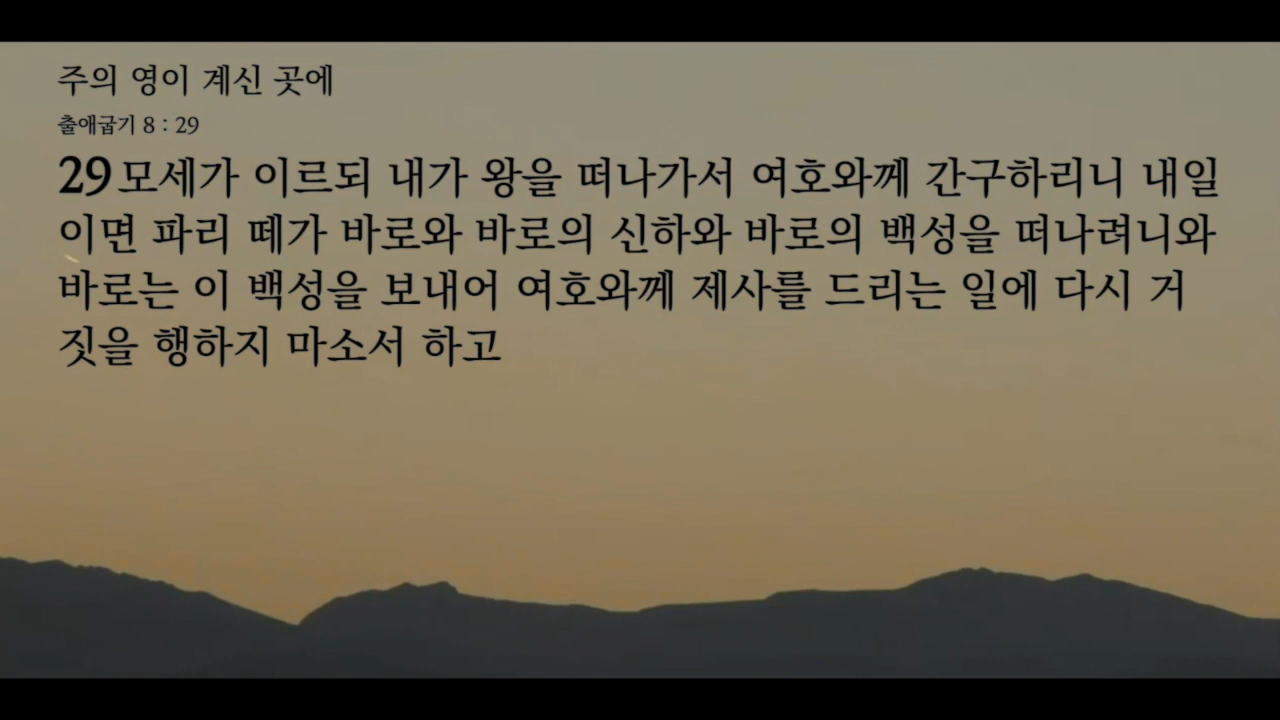 주의 영이 계신 곳에
출애굽기 8 : 29
29 모세가 이르되 내가 왕을 떠나가서 여호와께 간구하리니 내일
이면 파리 떼가 바로와 바로의 신하와 바로의 백성을 떠나려니와
바로는 이 백성을 보내어 여호와께 제사를 드리는 일에 다시 거
짓을 행하지 마소서 하고